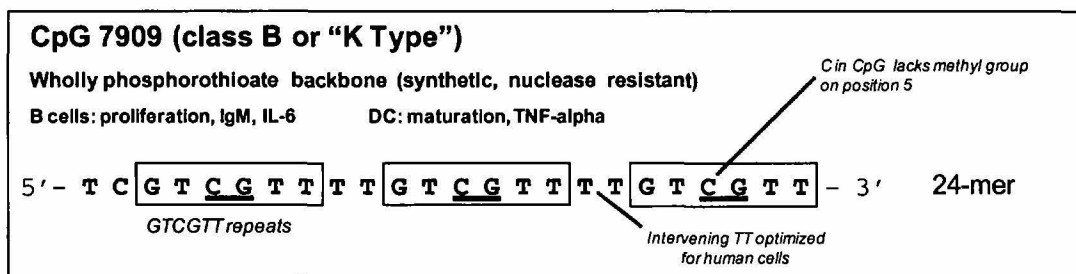 CpG 7909 (class B or “K Type”)
Wholly phosphorothioate backbone (synthetic, nuclease resistant)
C in CpG lacks methyl group
on position 5
B cells: proliferation, IgM, IL-6 DC: maturation, TNF-alpha
5'- T C G T C G T T T T G T C G T T T T G T C G T T - 3' 24-mer
GTCGTT repeats
Intervening TT optimized
for human cells